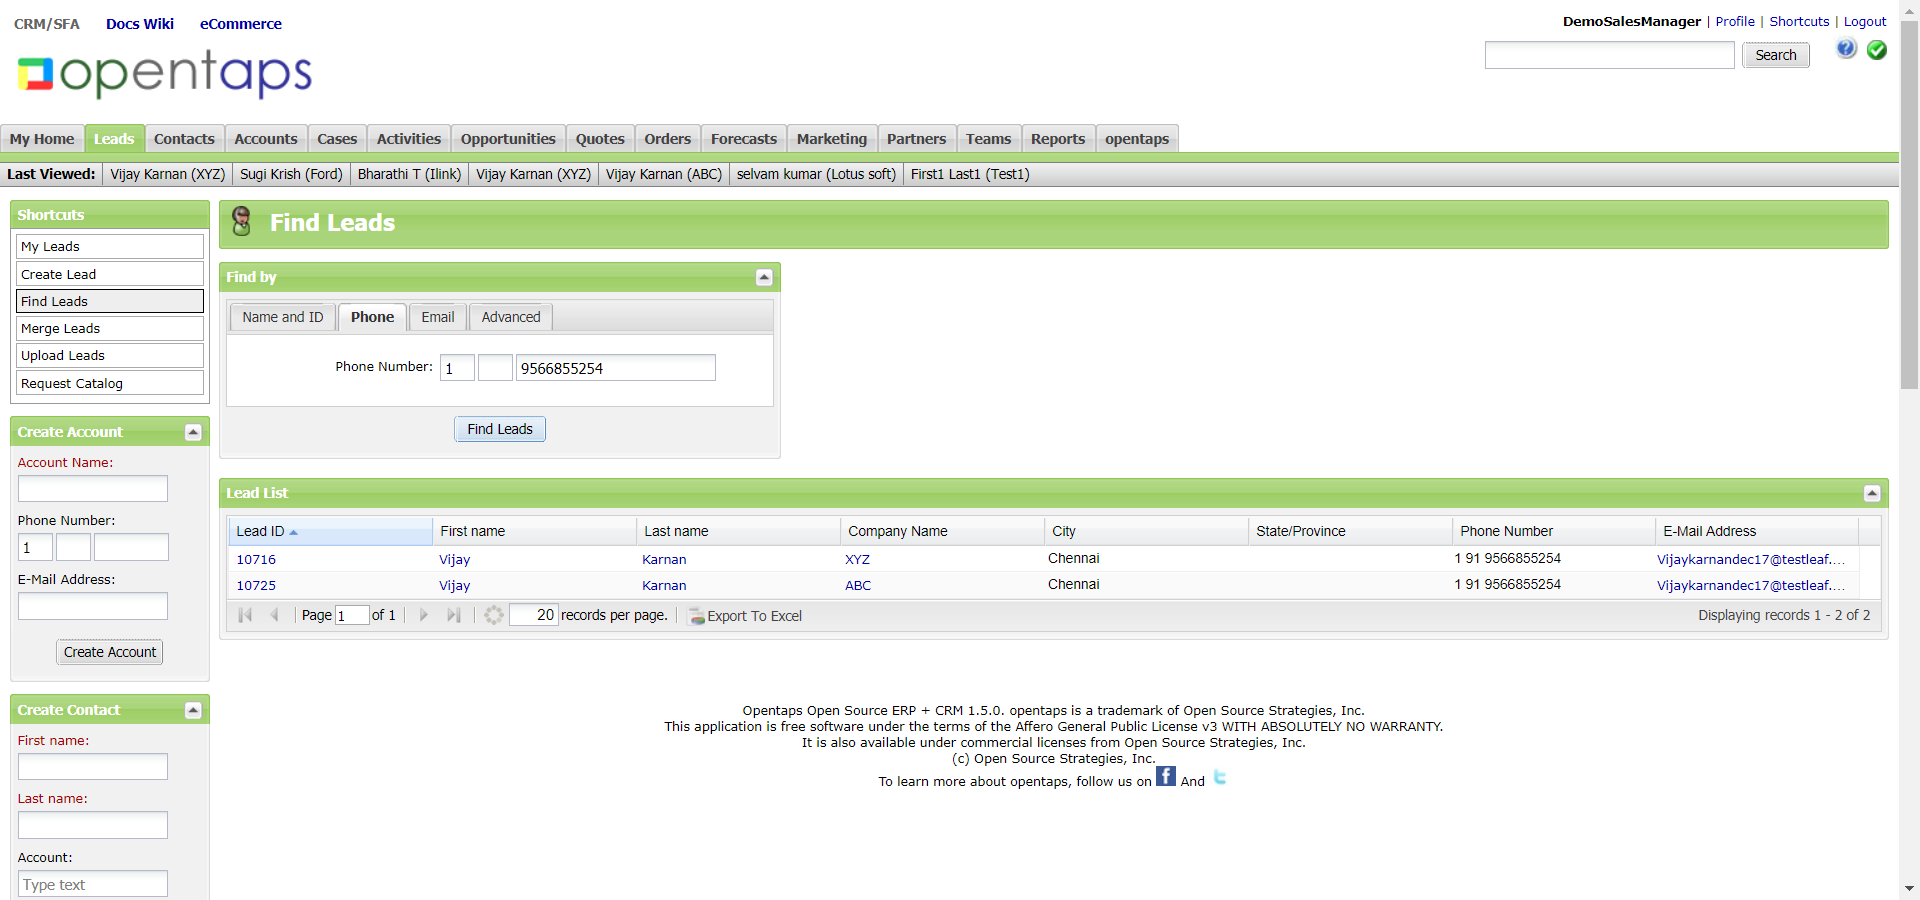 CRM/SFA Docs Wiki eCommerce
DemoSalesManager | Profile | Shortcuts | Logout
opentaps
Search
?
My Home Leads Contacts Accounts Cases Activities Opportunities Quotes Orders Forecasts Marketing Partners Teams Reports opentaps
Last Viewed: Vijay Karnan (XYZ) Sugi Krish (Ford) Bharathi T (Ilink) Vijay Karnan (XYZ) Vijay Karnan (ABC) selvam kumar (Lotus soft) First1 Last1 (Test1)
Shortcuts
My Leads
Create Lead
Find Leads
Merge Leads
Upload Leads
Request Catalog
Create Account
Account Name:
Phone Number:
1
E-Mail Address:
Create Account
Create Contact
First name:
Last name:
Account:
Type text
Find Leads
Find by
Name and ID Phone Email Advanced
Phone Number: 1 9566855254
Find Leads
Lead List
Lead ID First name Last name Company Name City State/Province Phone Number E-Mail Address
10716 Vijay Karnan XYZ Chennai 1 91 9566855254 Vijaykarnandec17@testleaf....
10725 Vijay Karnan ABC Chennai 1 91 9566855254 Vijaykarnandec17@testleaf....
Page 1 of 1 20 records per page. Export To Excel Displaying records 1 - 2 of 2
Opentaps Open Source ERP + CRM 1.5.0. opentaps is a trademark of Open Source Strategies, Inc.
This application is free software under the terms of the Affero General Public License v3 WITH ABSOLUTELY NO WARRANTY.
It is also available under commercial licenses from Open Source Strategies, Inc.
(c) Open Source Strategies, Inc.
To learn more about opentaps, follow us on f And t